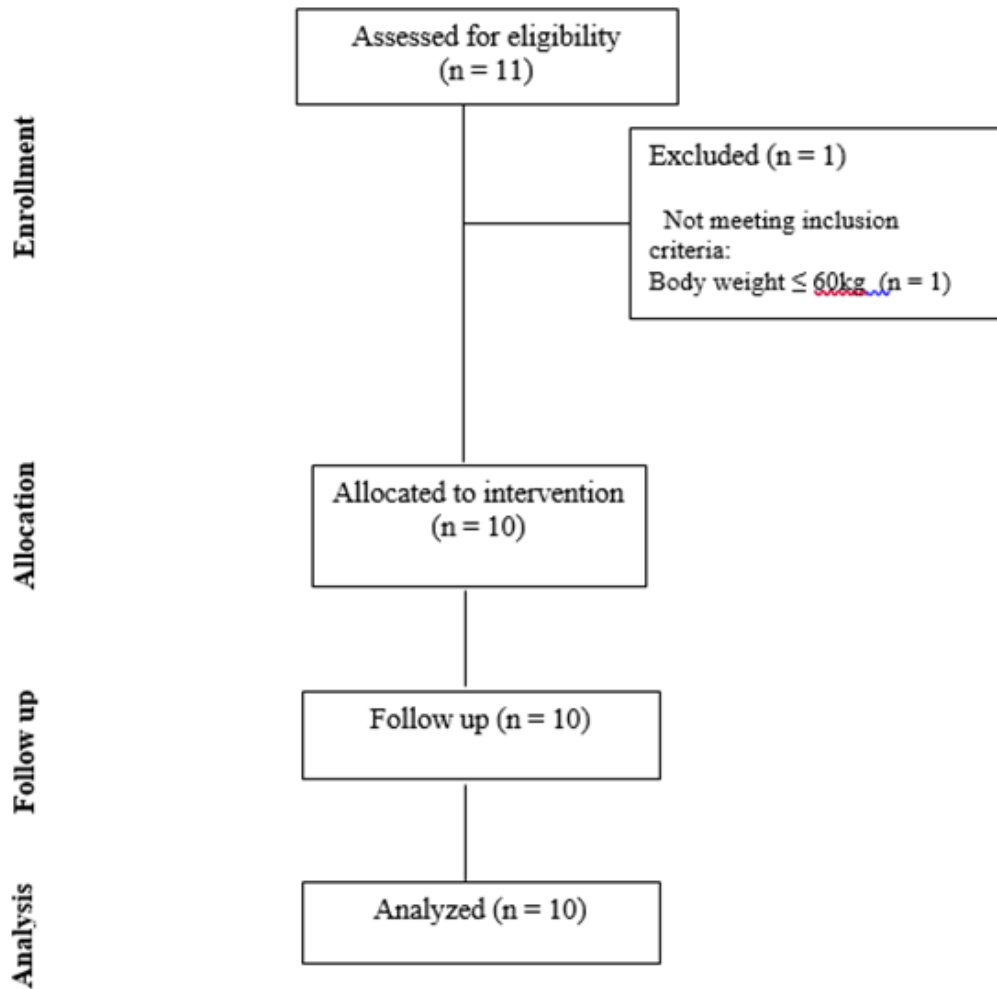 Assessed for eligibility
(n = 11)
Enrollment
Excluded (n = 1)
Not meeting inclusion
criteria:
Body weight ≤ 60kg (n = 1)
Allocation
Allocated to intervention
(n = 10)
Follow up
Follow up (n = 10)
Analysis
Analyzed (n = 10)